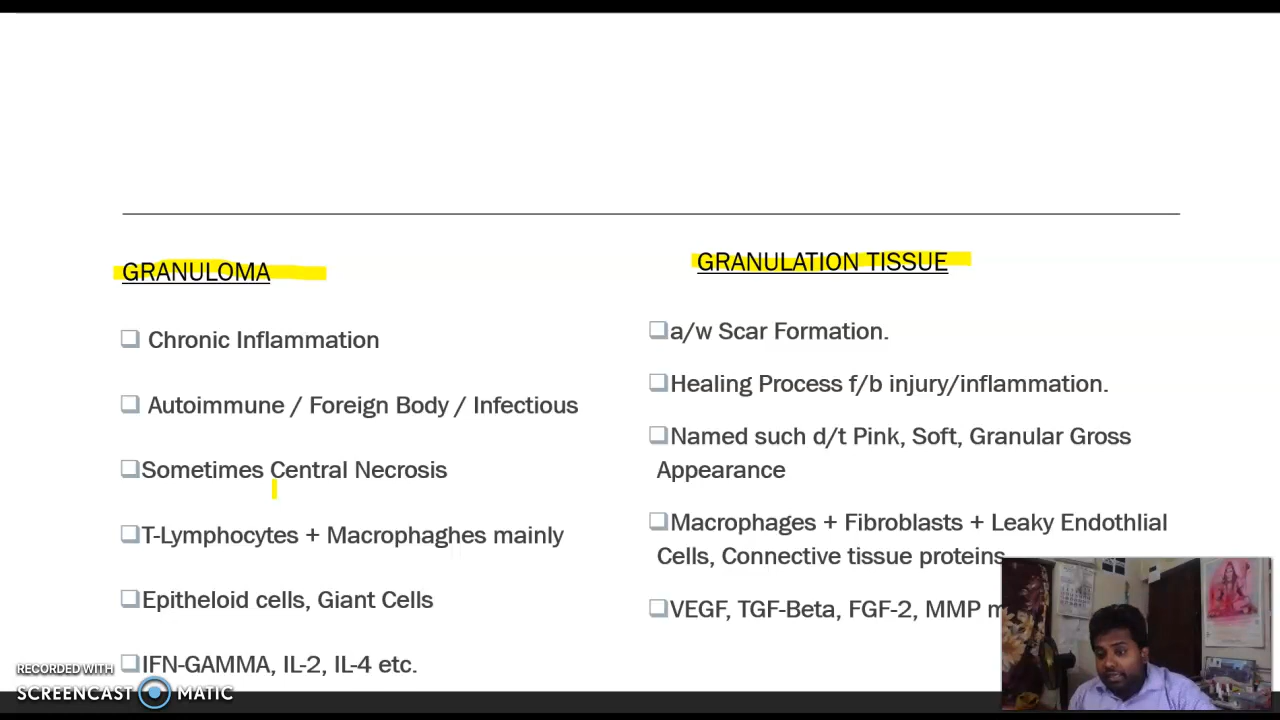 GRANULOMA
Chronic Inflammation
Autoimmune / Foreign Body / Infectious
Sometimes Central Necrosis
T-Lymphocytes + Macrophaghes mainly
Epitheloid cells, Giant Cells
IFN-GAMMA, IL-2, IL-4 etc.
GRANULATION TISSUE
a/w Scar Formation.
Healing Process f/b injury/inflammation.
Named such d/t Pink, Soft, Granular Gross
Appearance
Macrophages + Fibroblasts + Leaky Endothlial
Cells, Connective tissue proteins
VEGF, TGF-Beta, FGF-2, MMP
RECORDED WITH
SCREENCAST MATIC